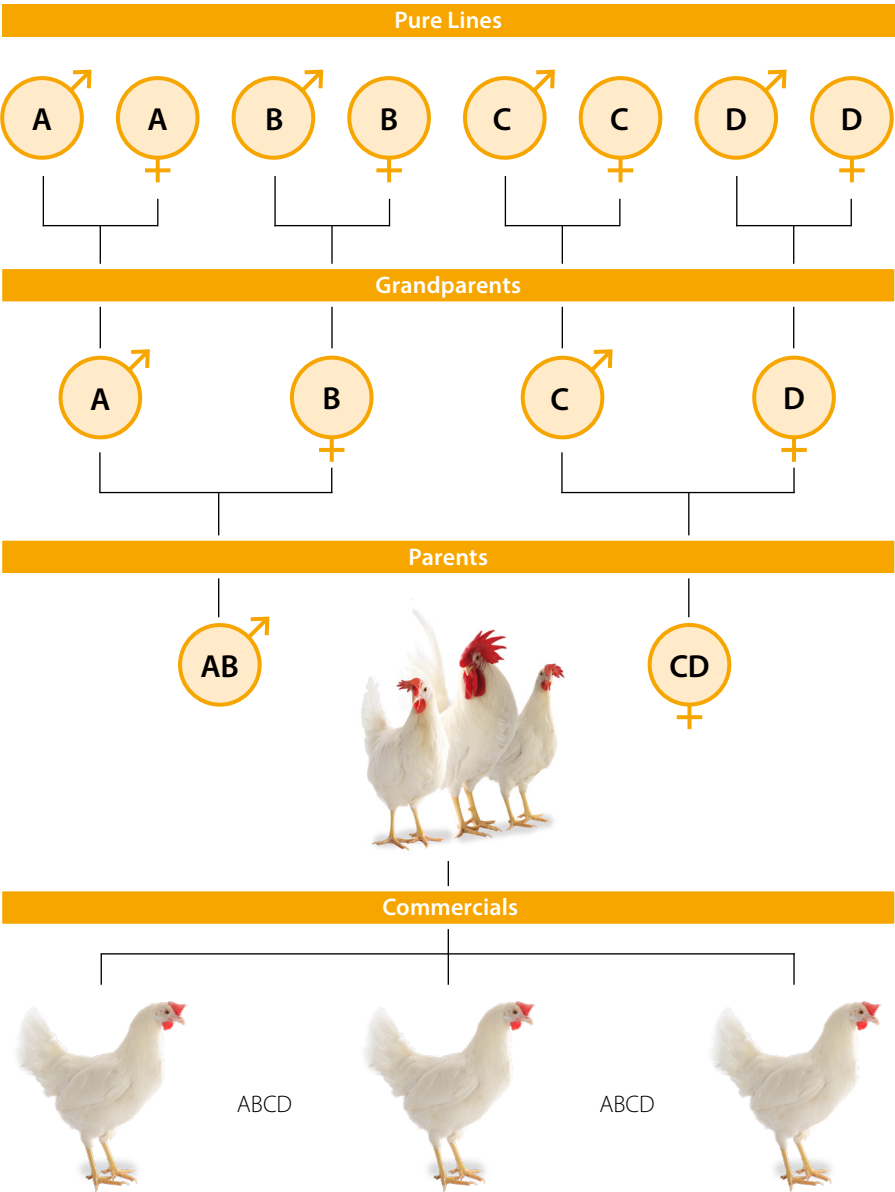 Pure Lines
A A B B C C D D
Grandparents
A B C D
Parents
AB CD
Commercials
ABCD ABCD